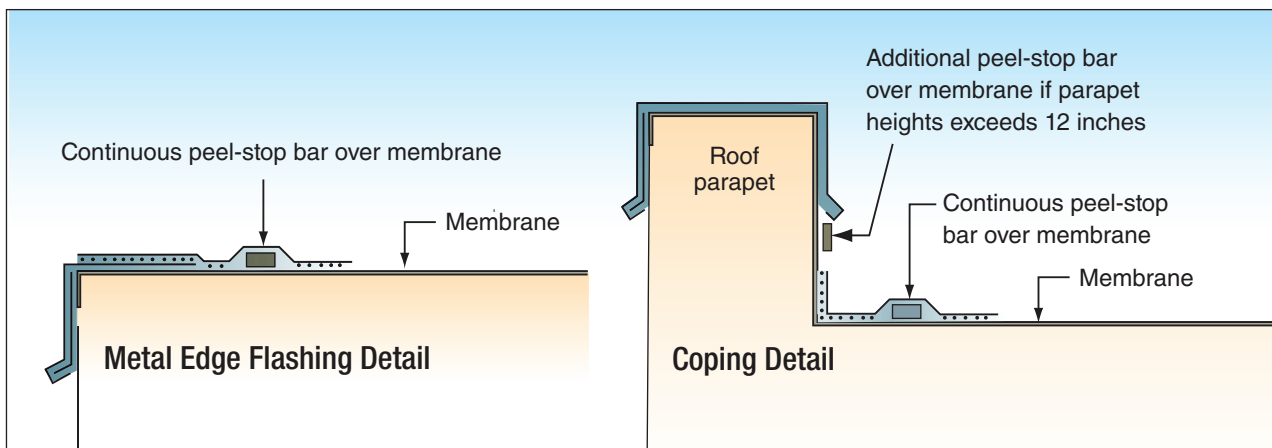 Continuous peel-stop bar over membrane
Membrane
Metal Edge Flashing Detail
Additional peel-stop bar
over membrane if parapet
heights exceeds 12 inches
Roof
parapet
Continuous peel-stop
bar over membrane
Membrane
Coping Detail